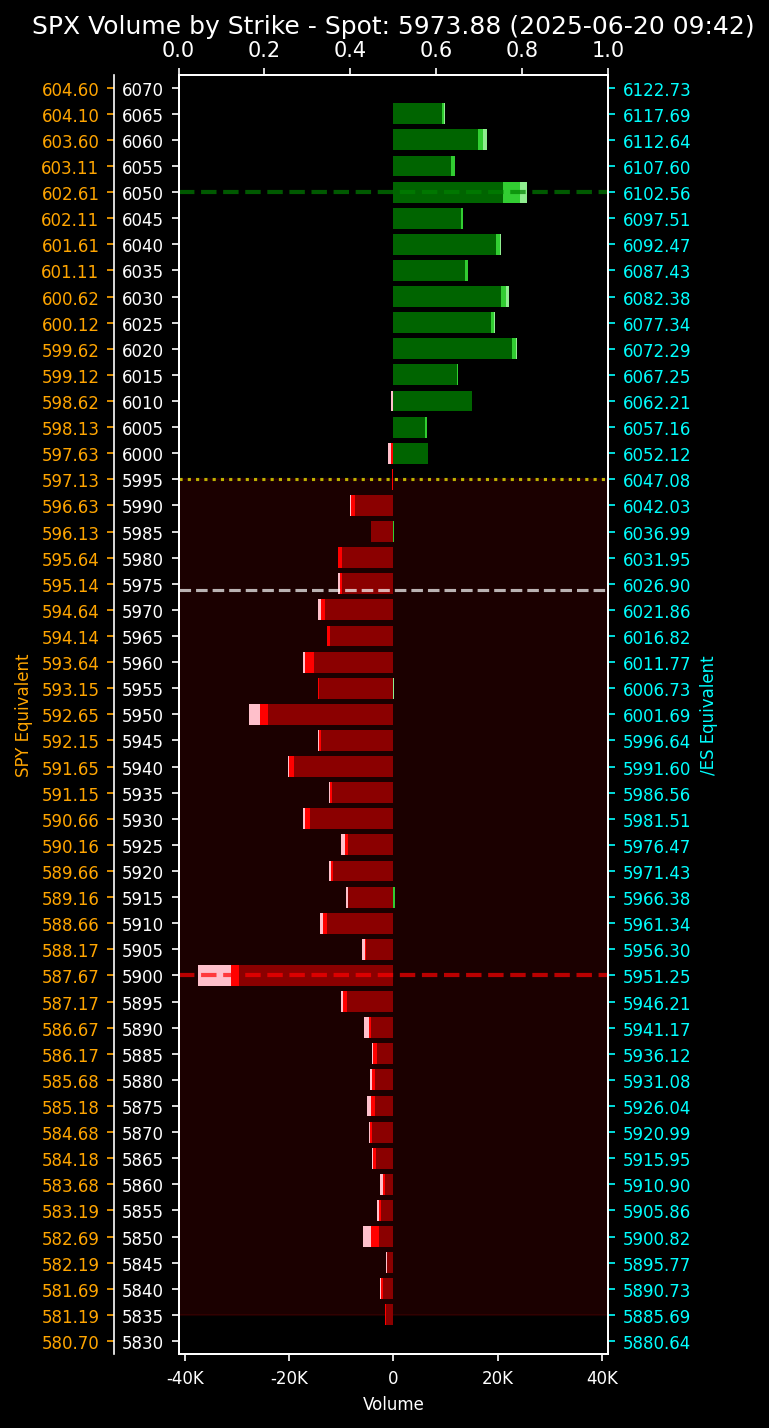 SPX Volume by Strike - Spot: 5973.88 (2025-06-20 09:42)
0.0 0.2 0.4 0.6 0.8 1.0
604.60 6070 6122.73
604.10 6065 6117.69
603.60 6060 6112.64
603.11 6055 6107.60
602.61 6050 6102.56
602.11 6045 6097.51
601.61 6040 6092.47
601.11 6035 6087.43
600.62 6030 6082.38
600.12 6025 6077.34
599.62 6020 6072.29
599.12 6015 6067.25
598.62 6010 6062.21
598.13 6005 6057.16
597.63 6000 6052.12
597.13 5995 6047.08
596.63 5990 6042.03
596.13 5985 6036.99
595.64 5980 6031.95
595.14 5975 6026.90
594.64 5970 6021.86
594.14 5965 6016.82
593.64 5960 6011.77
593.15 5955 6006.73
592.65 5950 6001.69
592.15 5945 5996.64
591.65 5940 5991.60
591.15 5935 5986.56
590.66 5930 5981.51
590.16 5925 5976.47
589.66 5920 5971.43
589.16 5915 5966.38
588.66 5910 5961.34
588.17 5905 5956.30
587.67 5900 5951.25
587.17 5895 5946.21
586.67 5890 5941.17
586.17 5885 5936.12
585.68 5880 5931.08
585.18 5875 5926.04
584.68 5870 5920.99
584.18 5865 5915.95
583.68 5860 5910.90
583.19 5855 5905.86
582.69 5850 5900.82
582.19 5845 5895.77
581.69 5840 5890.73
581.19 5835 5885.69
580.70 5830 5880.64
SPY Equivalent
/ES Equivalent
-40K -20K 0 20K 40K
Volume